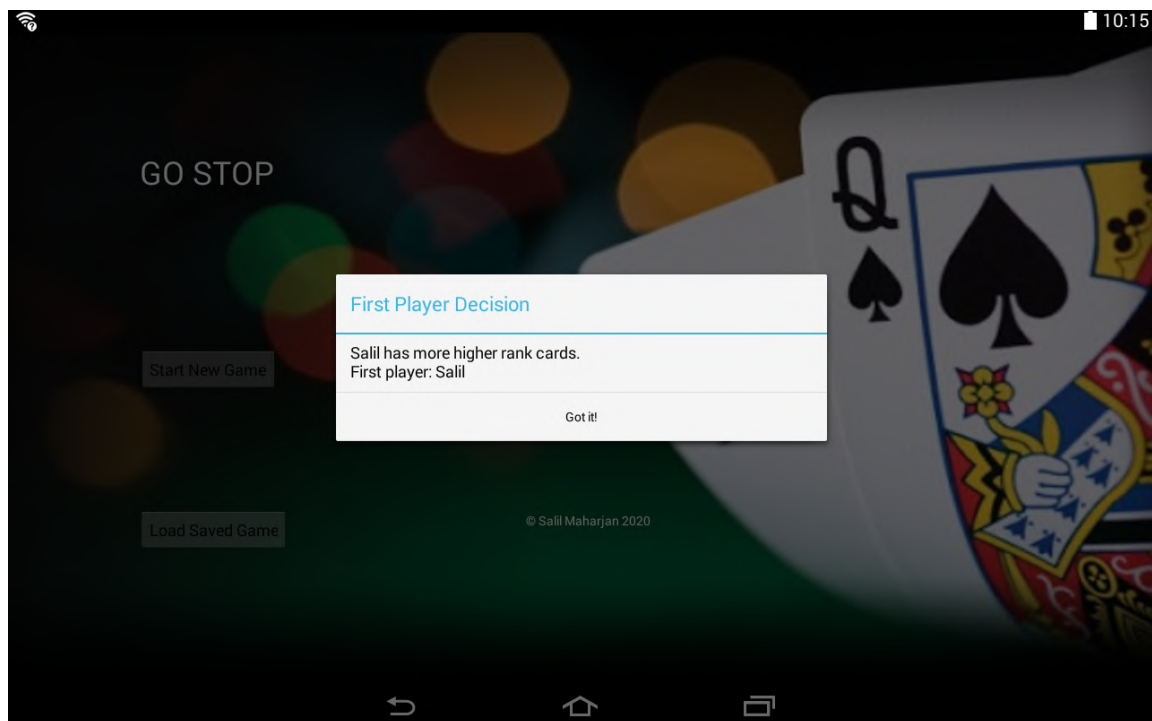 10:15
GO STOP
Q
First Player Decision
Salil has more higher rank cards.
First player: Salil
Start New Game
Got it!
Load Saved Game
© Salil Maharjan 2020